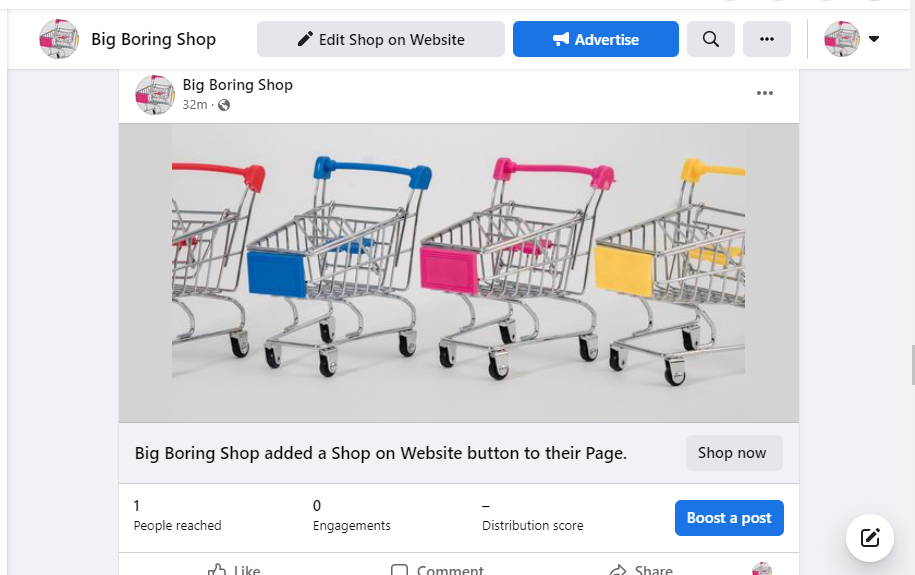 Big Boring Shop
Edit Shop on Website
Advertise
Big Boring Shop
32m ·
Big Boring Shop added a Shop on Website button to their Page.
Shop now
1
People reached
0
Engagements
–
Distribution score
Boost a post
Like
Comment
Share